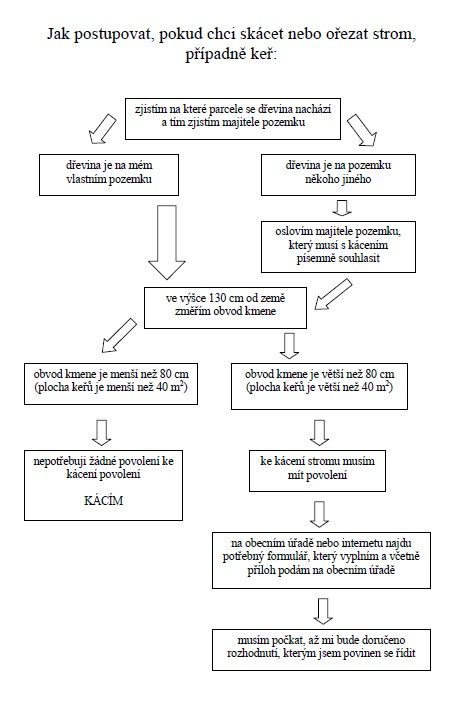 Jak postupovat, pokud chci skácet nebo ořezat strom,
případně keř:
zjistím na které parcele se dřevina nachází
a tím zjistím majitele pozemku
dřevina je na mém
vlastním pozemku
dřevina je na pozemku
někoho jiného
oslovím majitele pozemku,
který musí s kácením
písemně souhlasit
ve výšce 130 cm od země
změřím obvod kmene
obvod kmene je menší než 80 cm
(plocha keřů je menší než 40 m²)
obvod kmene je větší než 80 cm
(plocha keřů je větší než 40 m²)
nepotřebuji žádné povolení ke
kácení povolení
KÁCÍM
ke kácení stromu musím
mít povolení
na obecním úřadě nebo internetu najdu
potřebný formulář, který vyplním a včetně
příloh podám na obecním úřadě
musím počkat, až mi bude doručeno
rozhodnutí, kterým jsem povinen se řídit